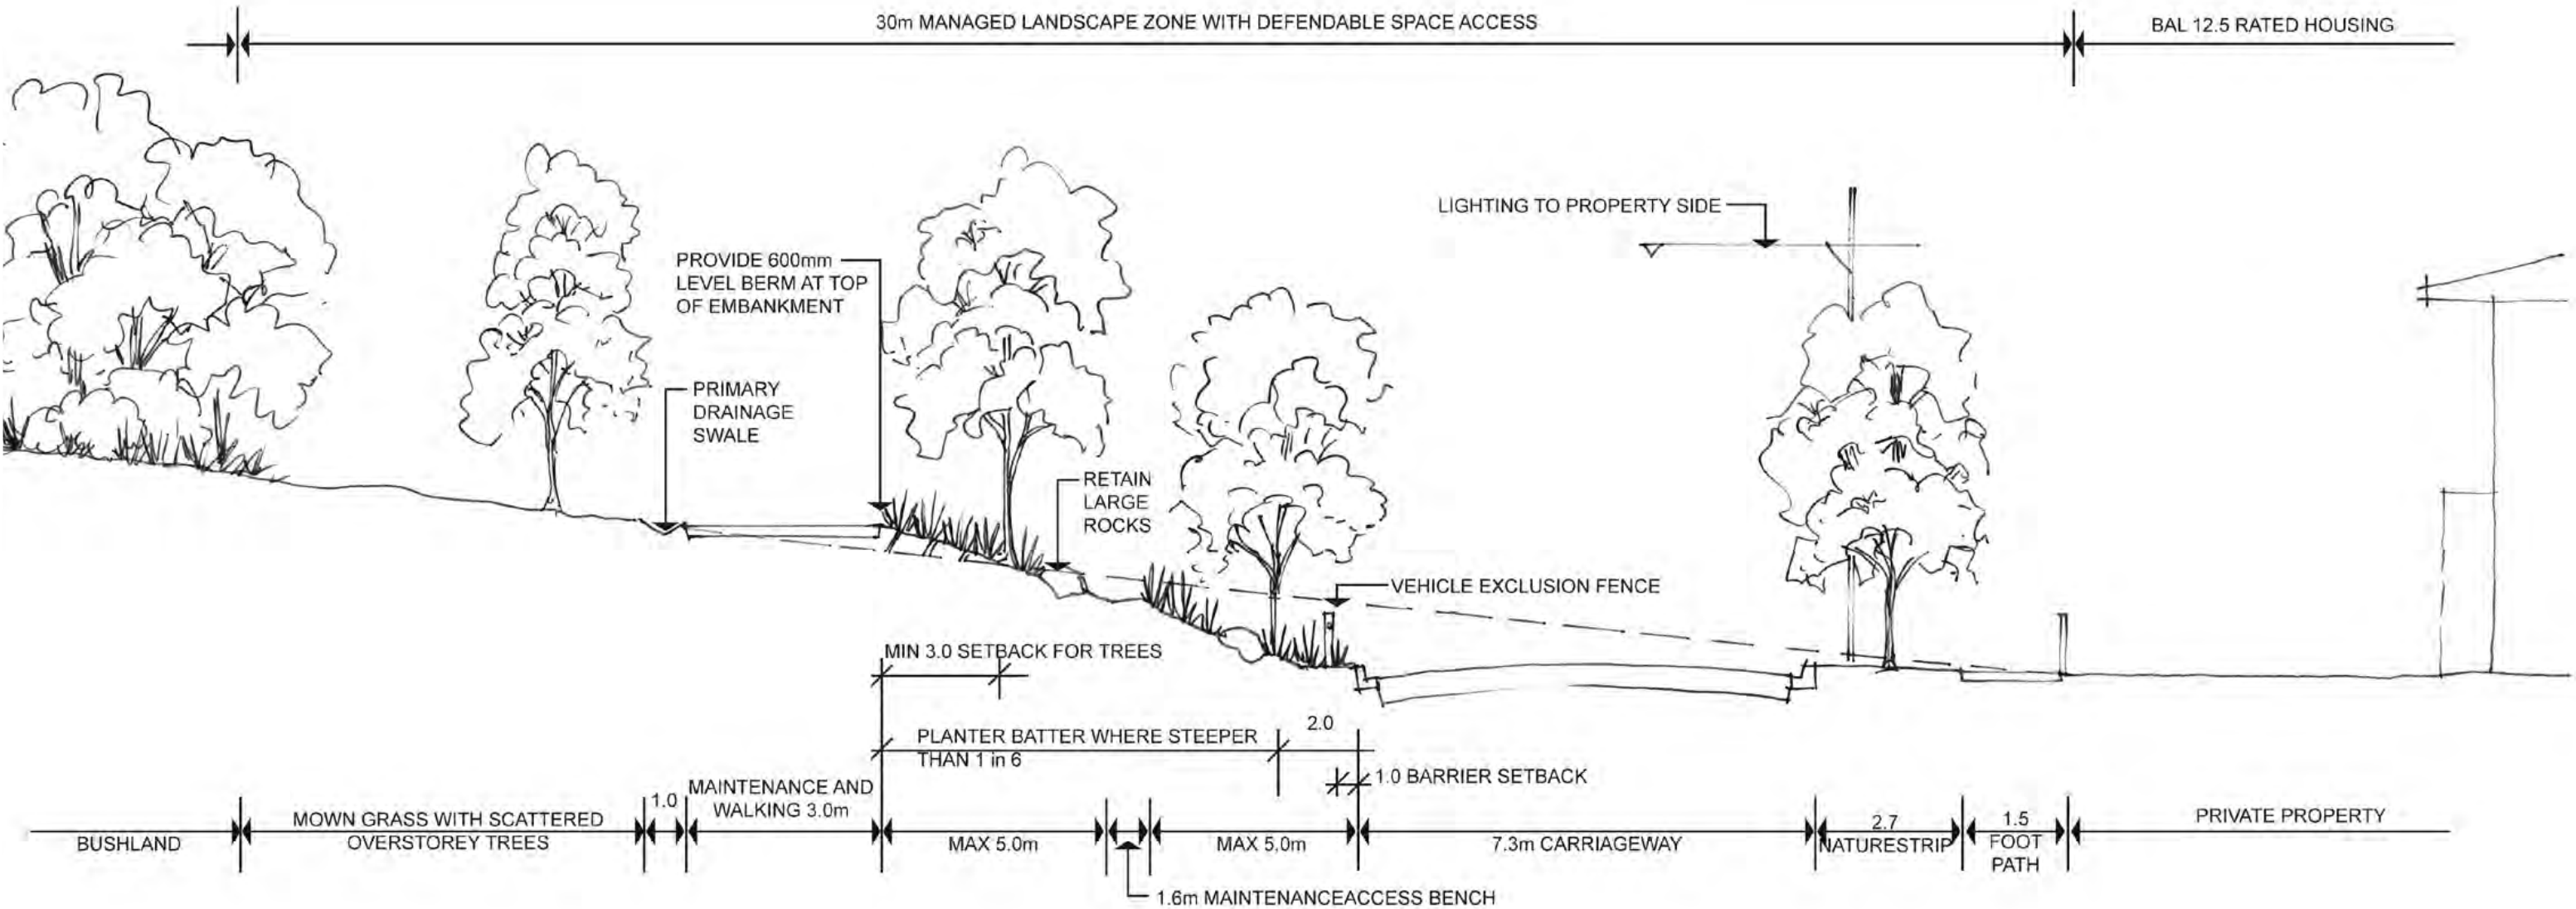 30m MANAGED LANDSCAPE ZONE WITH DEFENDABLE SPACE ACCESS
BAL 12.5 RATED HOUSING
LIGHTING TO PROPERTY SIDE
PROVIDE 600mm
LEVEL BERM AT TOP
OF EMBANKMENT
PRIMARY
DRAINAGE
SWALE
RETAIN
LARGE
ROCKS
VEHICLE EXCLUSION FENCE
MIN 3.0 SETBACK FOR TREES
PLANTER BATTER WHERE STEEPER
THAN 1 in 6
2.0
1.0 BARRIER SETBACK
BUSHLAND
MOWN GRASS WITH SCATTERED
OVERSTOREY TREES
1.0
MAINTENANCE AND
WALKING 3.0m
MAX 5.0m
1.6m MAINTENANCEACCESS BENCH
MAX 5,0m
7.3m CARRIAGEWAY
2.7
NATURESTRIP
1.5
FOOT
PATH
PRIVATE PROPERTY